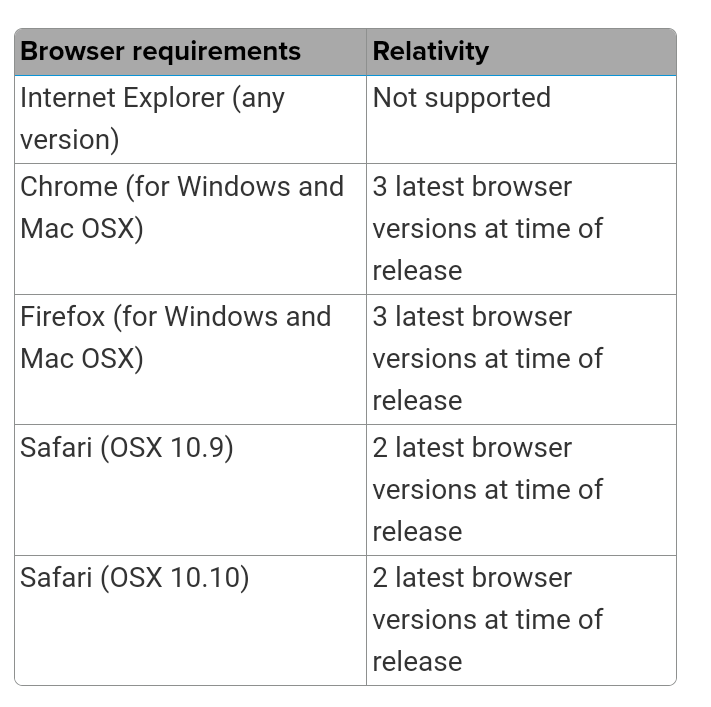 Browser requirements
Relativity
Internet Explorer (any
version)
Not supported
Chrome (for Windows and
Mac OSX)
3 latest browser
versions at time of
release
Firefox (for Windows and
Mac OSX)
3 latest browser
versions at time of
release
Safari (OSX 10.9)
2 latest browser
versions at time of
release
Safari (OSX 10.10)
2 latest browser
versions at time of
release